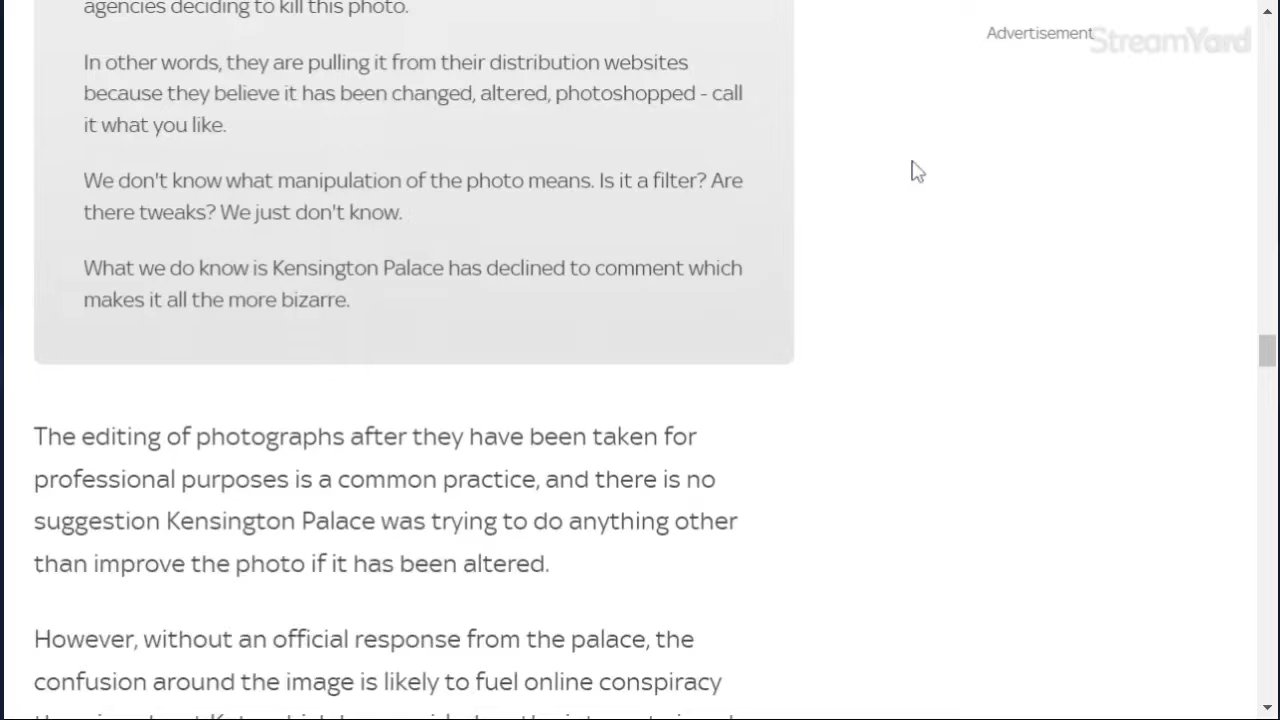 agencies deciding to kill this photo.
Advertisement
StreamYard
In other words, they are pulling it from their distribution websites
because they believe it has been changed, altered, photoshopped - call
it what you like.
We don't know what manipulation of the photo means. Is it a filter? Are
there tweaks? We just don't know.
What we do know is Kensington Palace has declined to comment which
makes it all the more bizarre.
The editing of photographs after they have been taken for
professional purposes is a common practice, and there is no
suggestion Kensington Palace was trying to do anything other
than improve the photo if it has been altered.
However, without an official response from the palace, the
confusion around the image is likely to fuel online conspiracy